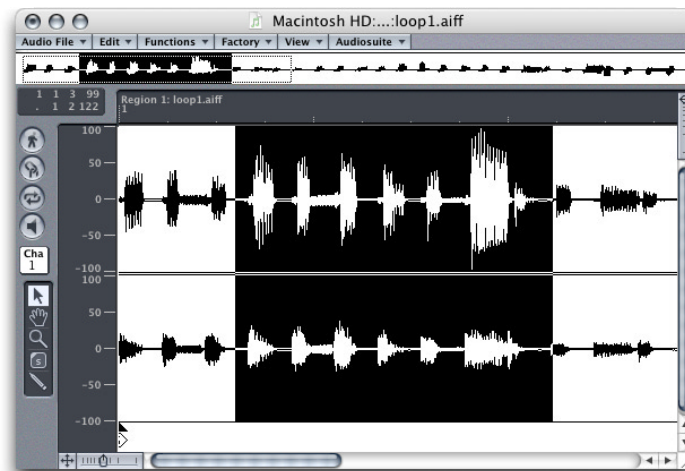 Macintosh HD:...:loop1.aiff
Audio File Edit Functions Factory View Audiosuite
1 1 3 99
. 1 2 122
Region 1: loop1.aiff
1
100
50
0
-50
-100
Cha
1
100
50
0
-50
-100
S